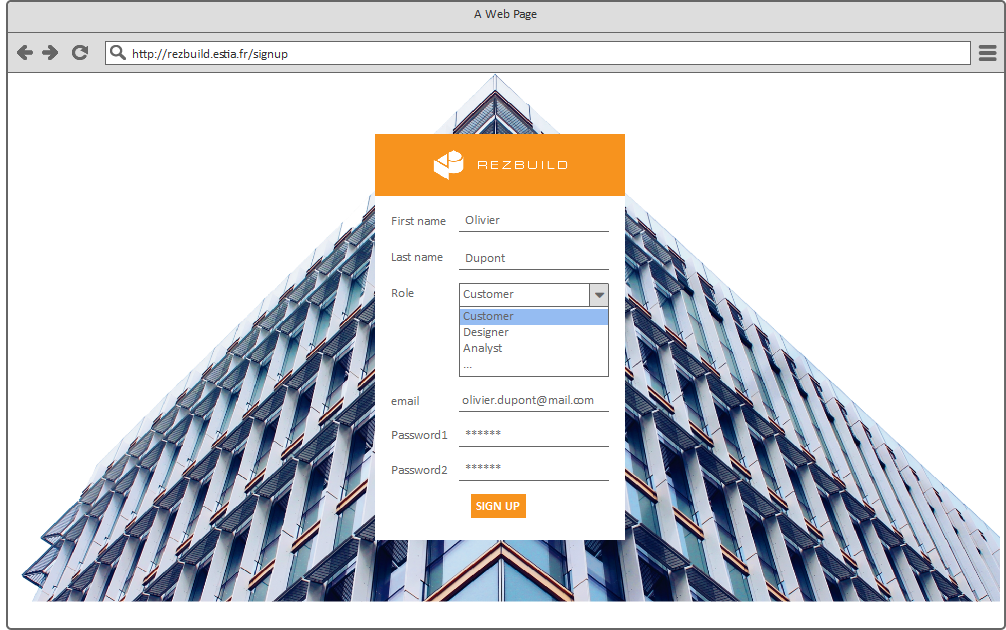 A Web Page
http://rezbuild.estia.fr/signup
REZBUILD
First name Olivier
Last name Dupont
Role Customer
Customer
Designer
Analyst
...
email olivier.dupont@mail.com
Password1 ******
Password2 ******
SIGN UP